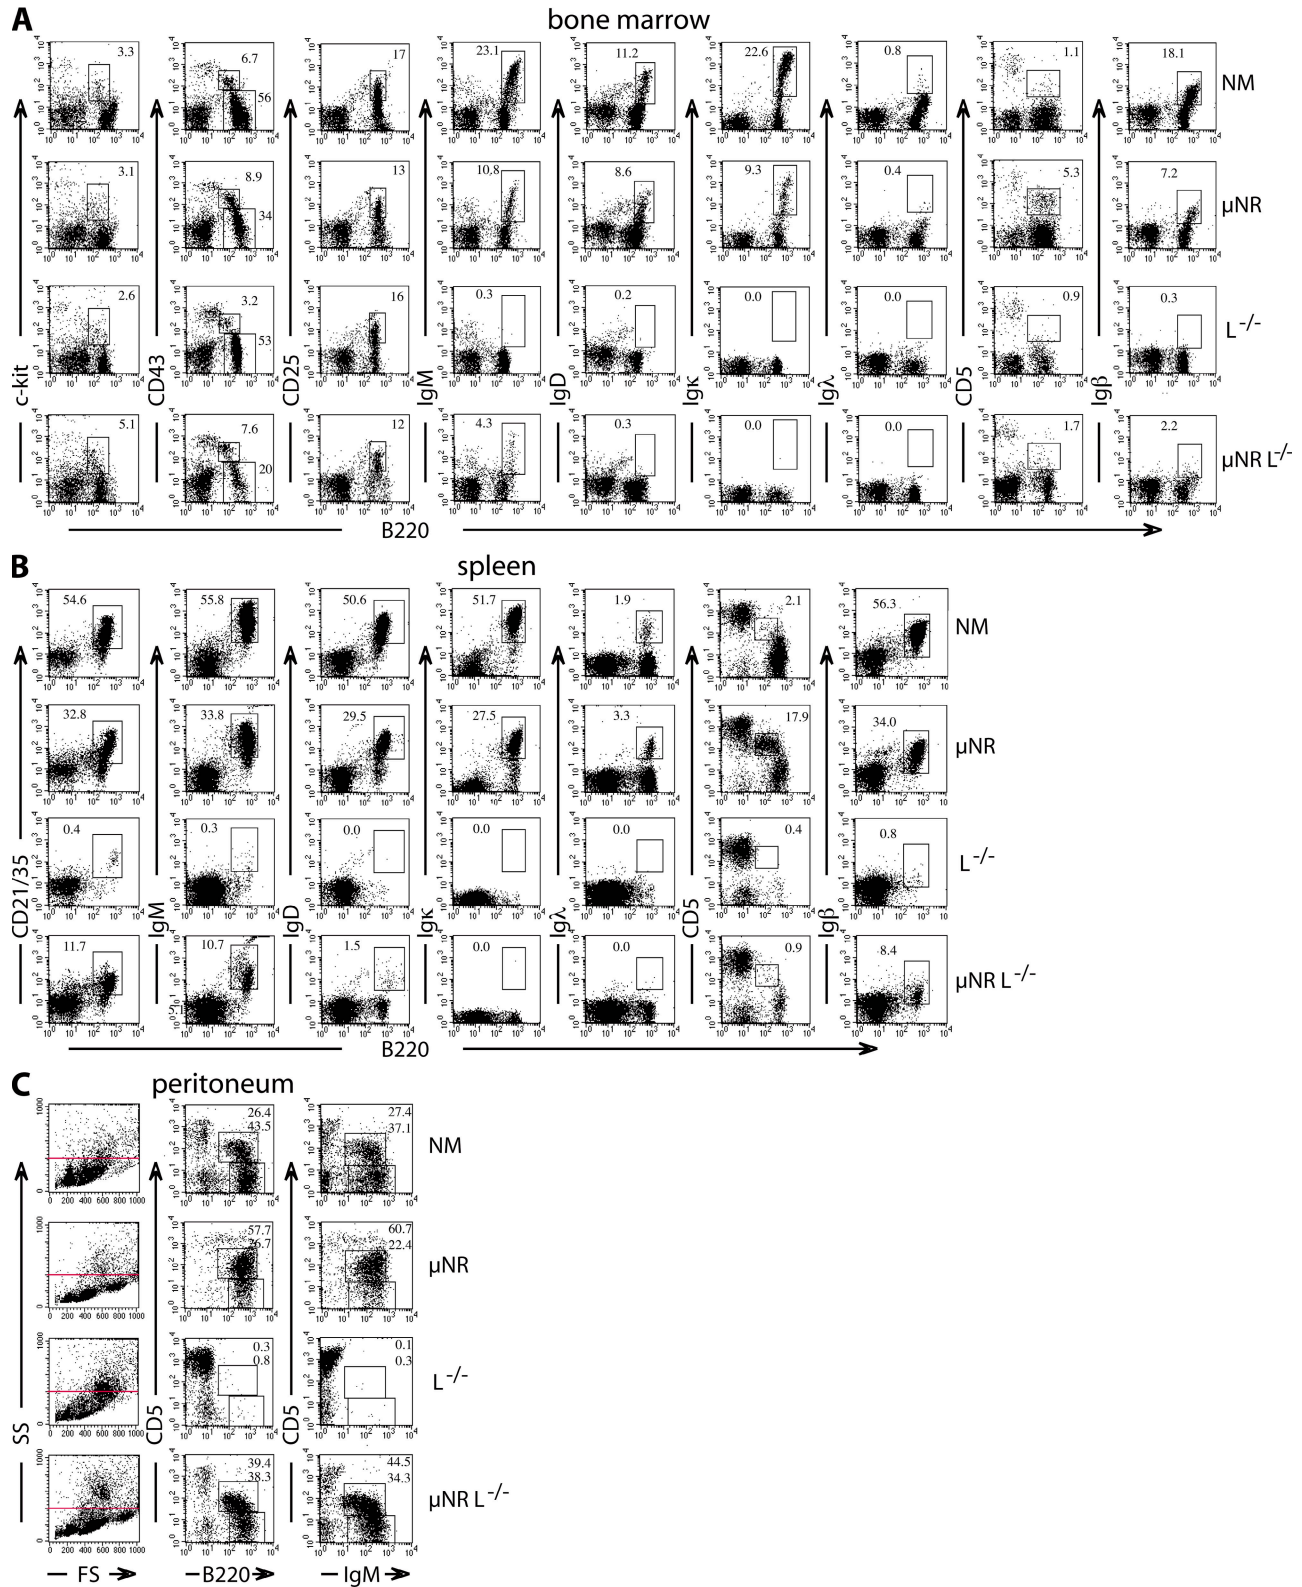 A
bone marrow
3.3 6.7 56 17 23.1 11.2 22.6 0.8 1.1 18.1 NM
3.1 8.9 34 13 10,8 8.6 9.3 0.4 5.3 7.2 µNR
2.6 3.2 53 16 0.3 0.2 0.0 0.0 0.9 0.3 L-/-
5.1 7.6 20 12 4.3 0.3 0.0 0.0 1.7 2.2 µNR L-/-
c-kit CD43 CD25 IgM IgD Igκ Igλ CD5 Igβ
B220
B
spleen
54.6 55.8 50.6 51.7 1.9 2.1 56.3 NM
32.8 33.8 29.5 27.5 3.3 17.9 34.0 µNR
0.4 0.3 0.0 0.0 0.0 0.4 0.8 L-/-
11.7 10.7 1.5 0.0 0.0 0.9 8.4 µNR L-/-
CD21/35 IgM IgD Igκ Igλ CD5 Igβ
B220
C
peritoneum
26.4 27.4
43.5 37.1
NM
57.7 60.7
26.7 22.4
µNR
0.3 0.1
0.8 0.3
L-/-
39.4 44.5
38.3 34.3
µNR L-/-
SS CD5 CD5
0 200 400 600 800 1000
FS B220 IgM